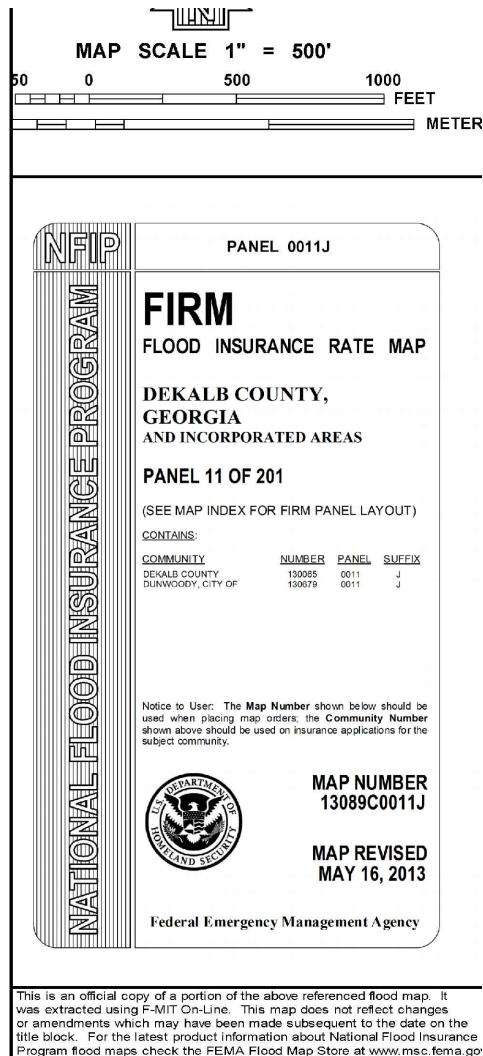 MAP SCALE 1" = 500'
50 0 500 1000
FEET
METER
NFIP
PANEL 0011J
NATIONAL FLOOD INSURANCE PROGRAM
FIRM
FLOOD INSURANCE RATE MAP
DEKALB COUNTY,
GEORGIA
AND INCORPORATED AREAS
PANEL 11 OF 201
(SEE MAP INDEX FOR FIRM PANEL LAYOUT)
CONTAINS:
COMMUNITY NUMBER PANEL SUFFIX
DEKALB COUNTY 130065 0011 J
DUNWOODY, CITY OF 130679 0011 J
Notice to User: The Map Number shown below should be
used when placing map orders; the Community Number
shown above should be used on insurance applications for the
subject community.
U.S. DEPARTMENT OF HOMELAND SECURITY
MAP NUMBER
13089C0011J
MAP REVISED
MAY 16, 2013
Federal Emergency Management Agency
This is an official copy of a portion of the above referenced flood map. It
was extracted using F-MIT On-Line. This map does not reflect changes
or amendments which may have been made subsequent to the date on the
title block. For the latest product information about National Flood Insurance
Program flood maps check the FEMA Flood Map Store at www.msc.fema.gov